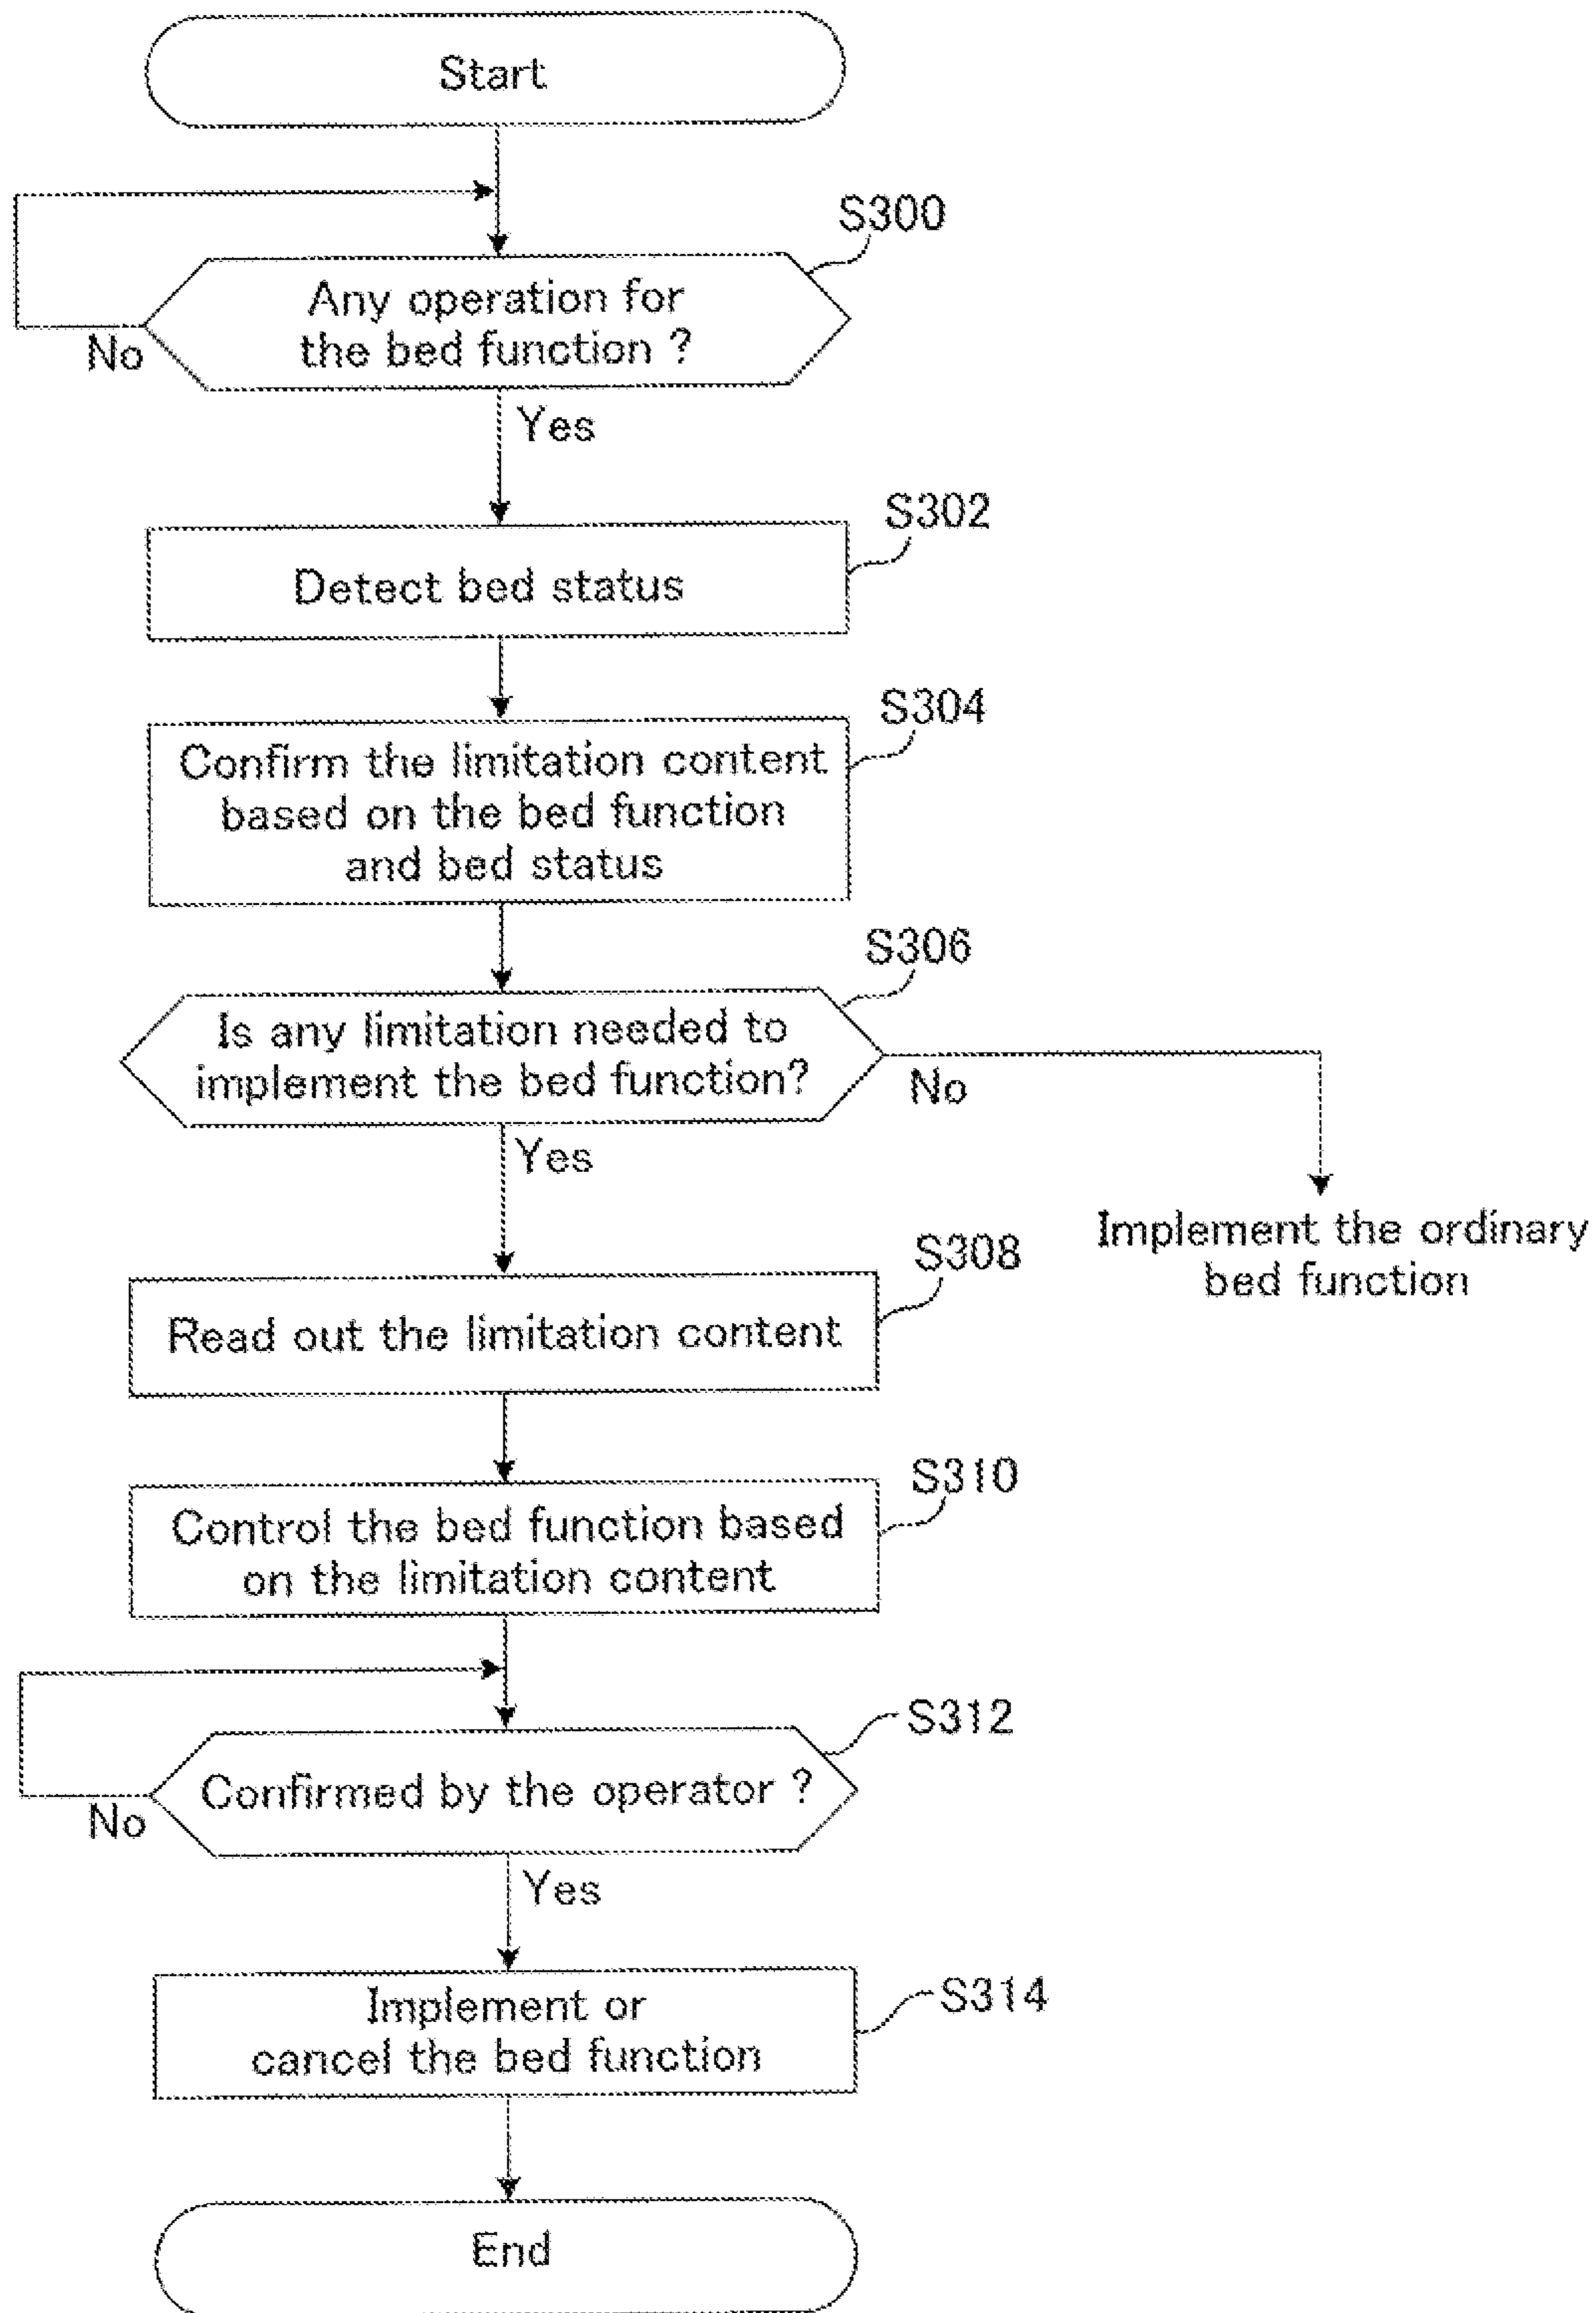 Start
S300
Any operation for
the bed function ?
No
Yes
S302
Detect bed status
S304
Confirm the limitation content
based on the bed function
and bed status
S306
Is any limitation needed to
implement the bed function?
No
Yes
Implement the ordinary
bed function
S308
Read out the limitation content
S310
Control the bed function based
on the limitation content
S312
Confirmed by the operator ?
No
Yes
S314
Implement or
cancel the bed function
End